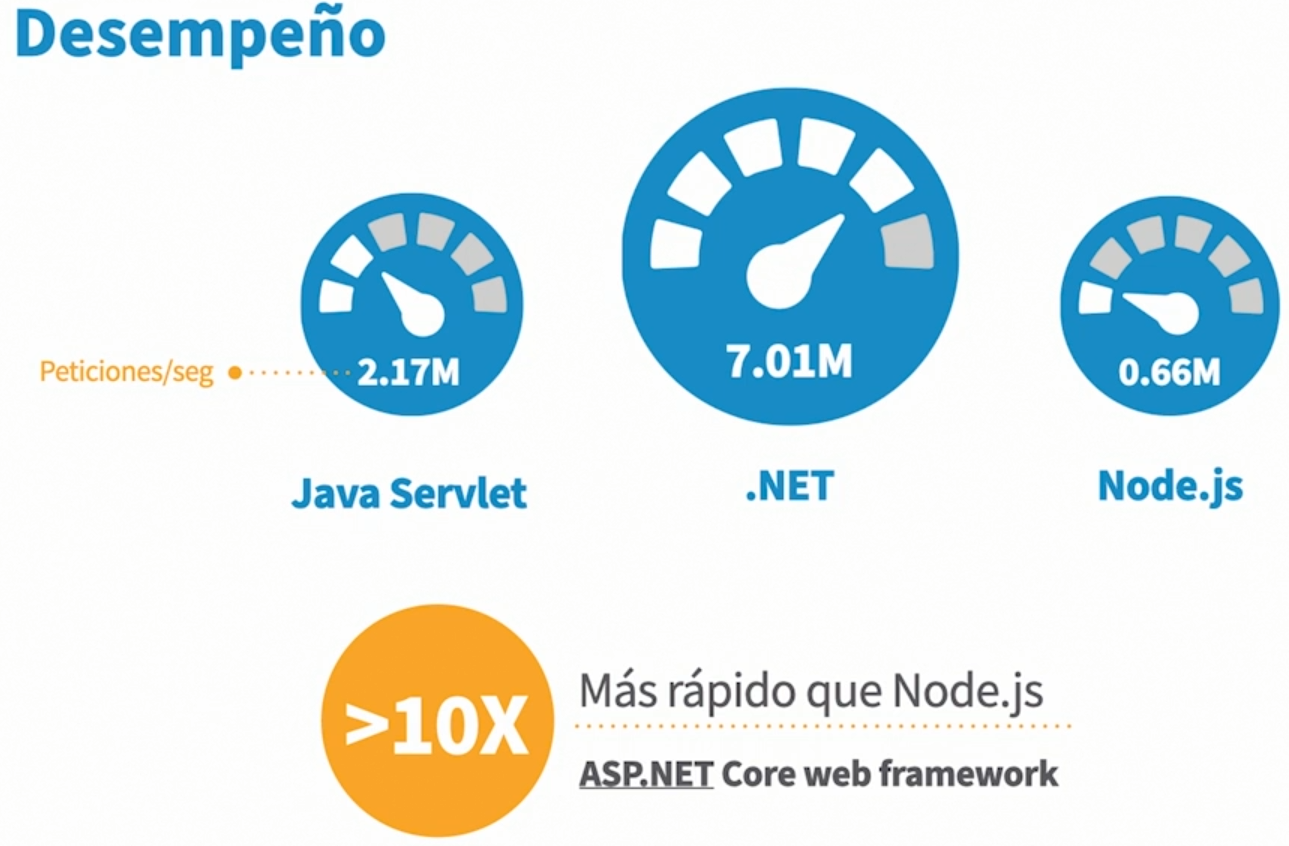 Desempeño
Peticiones/seg
2.17M
7.01M
0.66M
Java Servlet
.NET
Node.js
>10X
Más rápido que Node.js
ASP.NET Core web framework